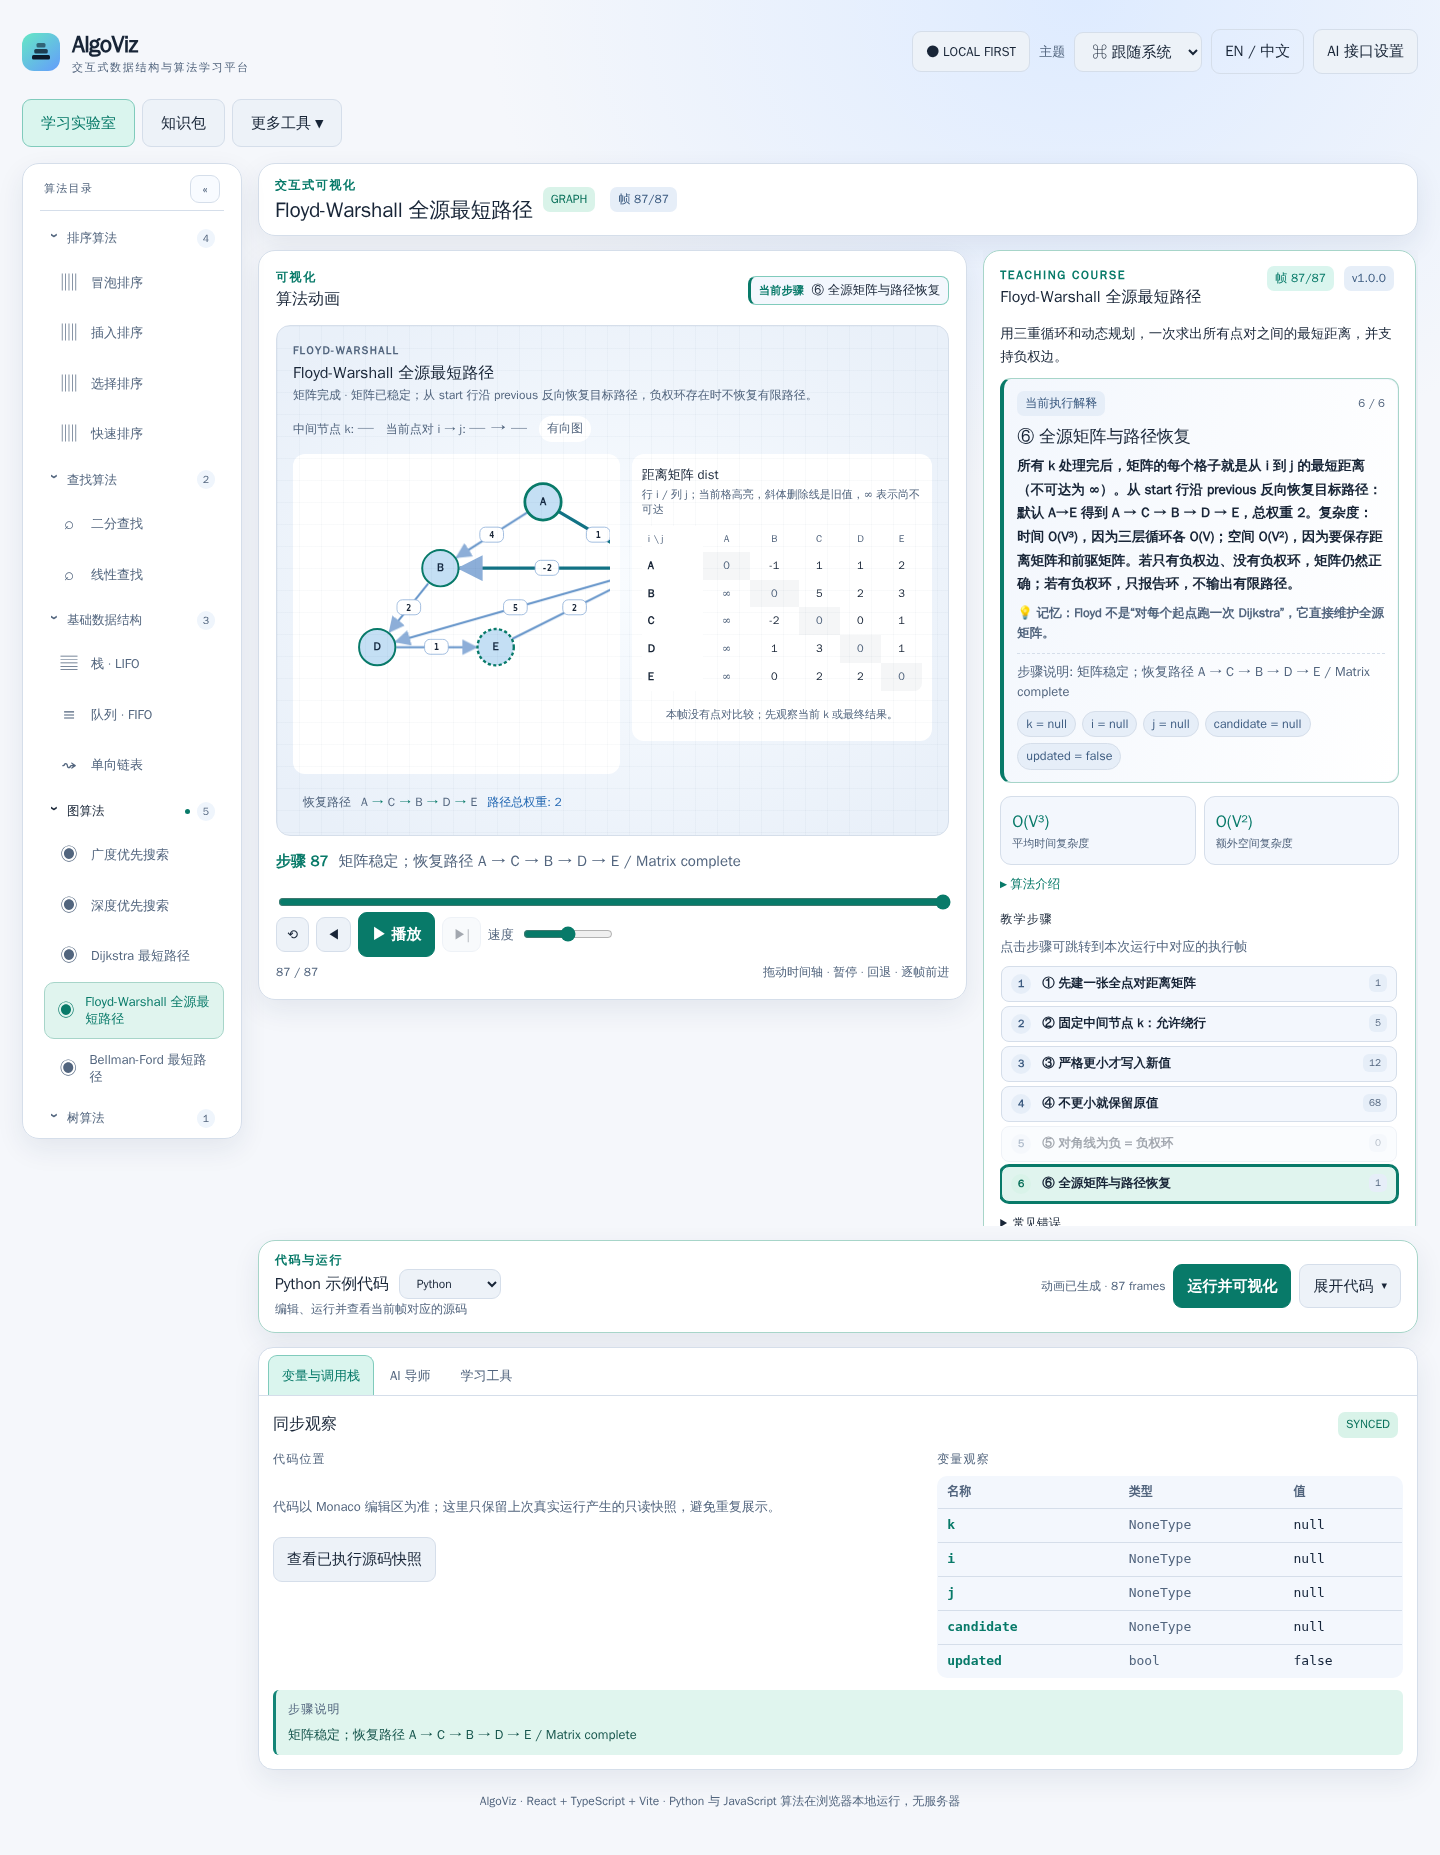 AlgoViz
交互式数据结构与算法学习平台
● LOCAL FIRST
主题
⌘ 跟随系统
EN / 中文
AI 接口设置
学习实验室
知识包
更多工具 ▾
算法目录
«
排序算法 4
冒泡排序
插入排序
选择排序
快速排序
查找算法 2
二分查找
线性查找
基础数据结构 3
栈 · LIFO
队列 · FIFO
单向链表
图算法 5
广度优先搜索
深度优先搜索
Dijkstra 最短路径
Floyd-Warshall 全源最
短路径
Bellman-Ford 最短路
径
树算法 1
交互式可视化
Floyd-Warshall 全源最短路径
GRAPH
帧 87/87
可视化
算法动画
当前步骤 ⑥ 全源矩阵与路径恢复
FLOYD-WARSHALL
Floyd-Warshall 全源最短路径
矩阵完成 · 矩阵已稳定；从 start 行沿 previous 反向恢复目标路径，负权环存在时不恢复有限路径。
中间节点 k: — 当前点对 i → j: — → — 有向图
A
4
1
B
-2
2
5
2
D
1
E
距离矩阵 dist
行 i / 列 j；当前格高亮，斜体删除线是旧值，∞ 表示尚不
可达
i \ j A B C D E
A 0 -1 1 1 2
B ∞ 0 5 2 3
C ∞ -2 0 0 1
D ∞ 1 3 0 1
E ∞ 0 2 2 0
本帧没有点对比较；先观察当前 k 或最终结果。
恢复路径 A → C → B → D → E 路径总权重: 2
步骤 87 矩阵稳定；恢复路径 A → C → B → D → E / Matrix complete
⟲
◀
▶ 播放
▶|
速度
87 / 87
拖动时间轴 · 暂停 · 回退 · 逐帧前进
TEACHING COURSE
Floyd-Warshall 全源最短路径
帧 87/87
v1.0.0
用三重循环和动态规划，一次求出所有点对之间的最短距离，并支
持负权边。
当前执行解释
6 / 6
⑥ 全源矩阵与路径恢复
所有 k 处理完后，矩阵的每个格子就是从 i 到 j 的最短距离
（不可达为 ∞）。从 start 行沿 previous 反向恢复目标路径：
默认 A→E 得到 A → C → B → D → E，总权重 2。复杂度：
时间 O(V³)，因为三层循环各 O(V)；空间 O(V²)，因为要保存距
离矩阵和前驱矩阵。若只有负权边、没有负权环，矩阵仍然正
确；若有负权环，只报告环，不输出有限路径。
💡 记忆：Floyd 不是“对每个起点跑一次 Dijkstra”，它直接维护全源
矩阵。
步骤说明: 矩阵稳定；恢复路径 A → C → B → D → E / Matrix
complete
k = null
i = null
j = null
candidate = null
updated = false
O(V³)
平均时间复杂度
O(V²)
额外空间复杂度
▸ 算法介绍
教学步骤
点击步骤可跳转到本次运行中对应的执行帧
1 ① 先建一张全点对距离矩阵 1
2 ② 固定中间节点 k：允许绕行 5
3 ③ 严格更小才写入新值 12
4 ④ 不更小就保留原值 68
5 ⑤ 对角线为负 = 负权环 0
6 ⑥ 全源矩阵与路径恢复 1
▸ 常见错误
代码与运行
Python 示例代码
Python
编辑、运行并查看当前帧对应的源码
动画已生成 · 87 frames
运行并可视化
展开代码 ▾
变量与调用栈
AI 导师
学习工具
同步观察
SYNCED
代码位置
代码以 Monaco 编辑区为准；这里只保留上次真实运行产生的只读快照，避免重复展示。
查看已执行源码快照
变量观察
名称 类型 值
k NoneType null
i NoneType null
j NoneType null
candidate NoneType null
updated bool false
步骤说明
矩阵稳定；恢复路径 A → C → B → D → E / Matrix complete
AlgoViz · React + TypeScript + Vite · Python 与 JavaScript 算法在浏览器本地运行，无服务器